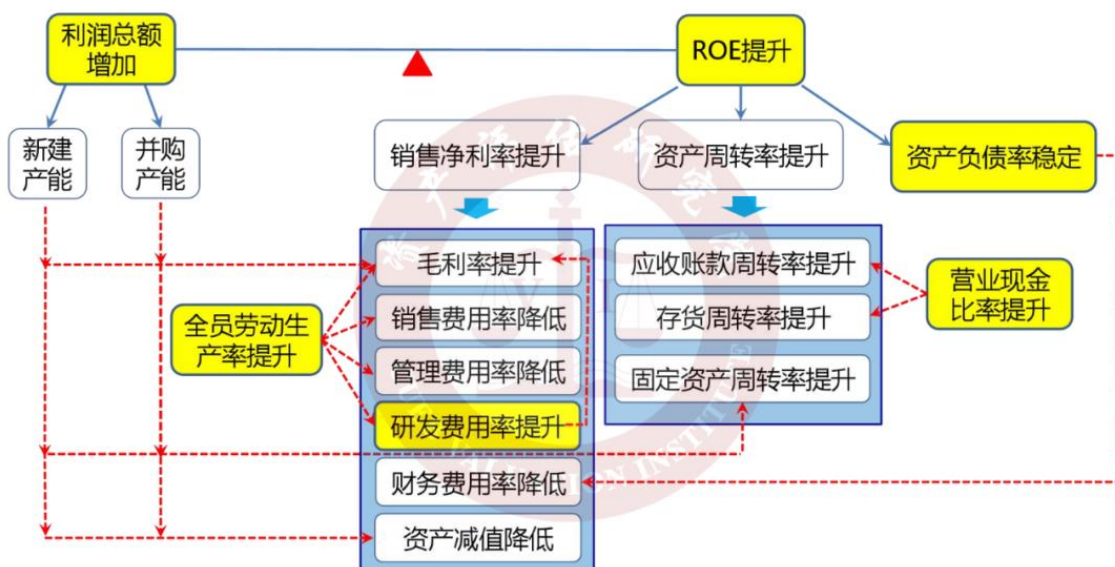 利润总额
增加
ROE提升
新建
产能
并购
产能
销售净利率提升
资产周转率提升
资产负债率稳定
毛利率提升
应收账款周转率提升
营业现金
比率提升
全员劳动生
产率提升
销售费用率降低
存货周转率提升
管理费用率降低
固定资产周转率提升
研发费用率提升
财务费用率降低
资产减值降低